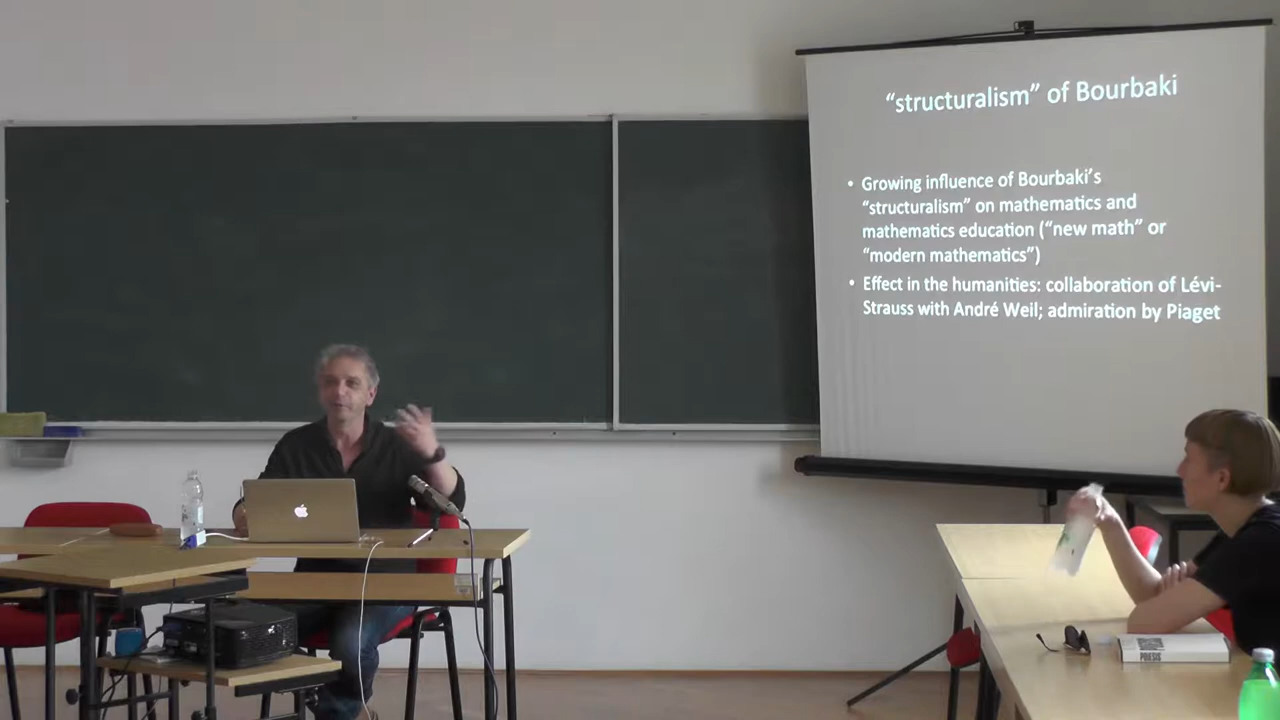 “structuralism” of Bourbaki
• Growing influence of Bourbaki’s
“structuralism” on mathematics and
mathematics education (“new math” or
“modern mathematics”)
• Effect in the humanities: collaboration of Lévi-
Strauss with André Weil; admiration by Piaget